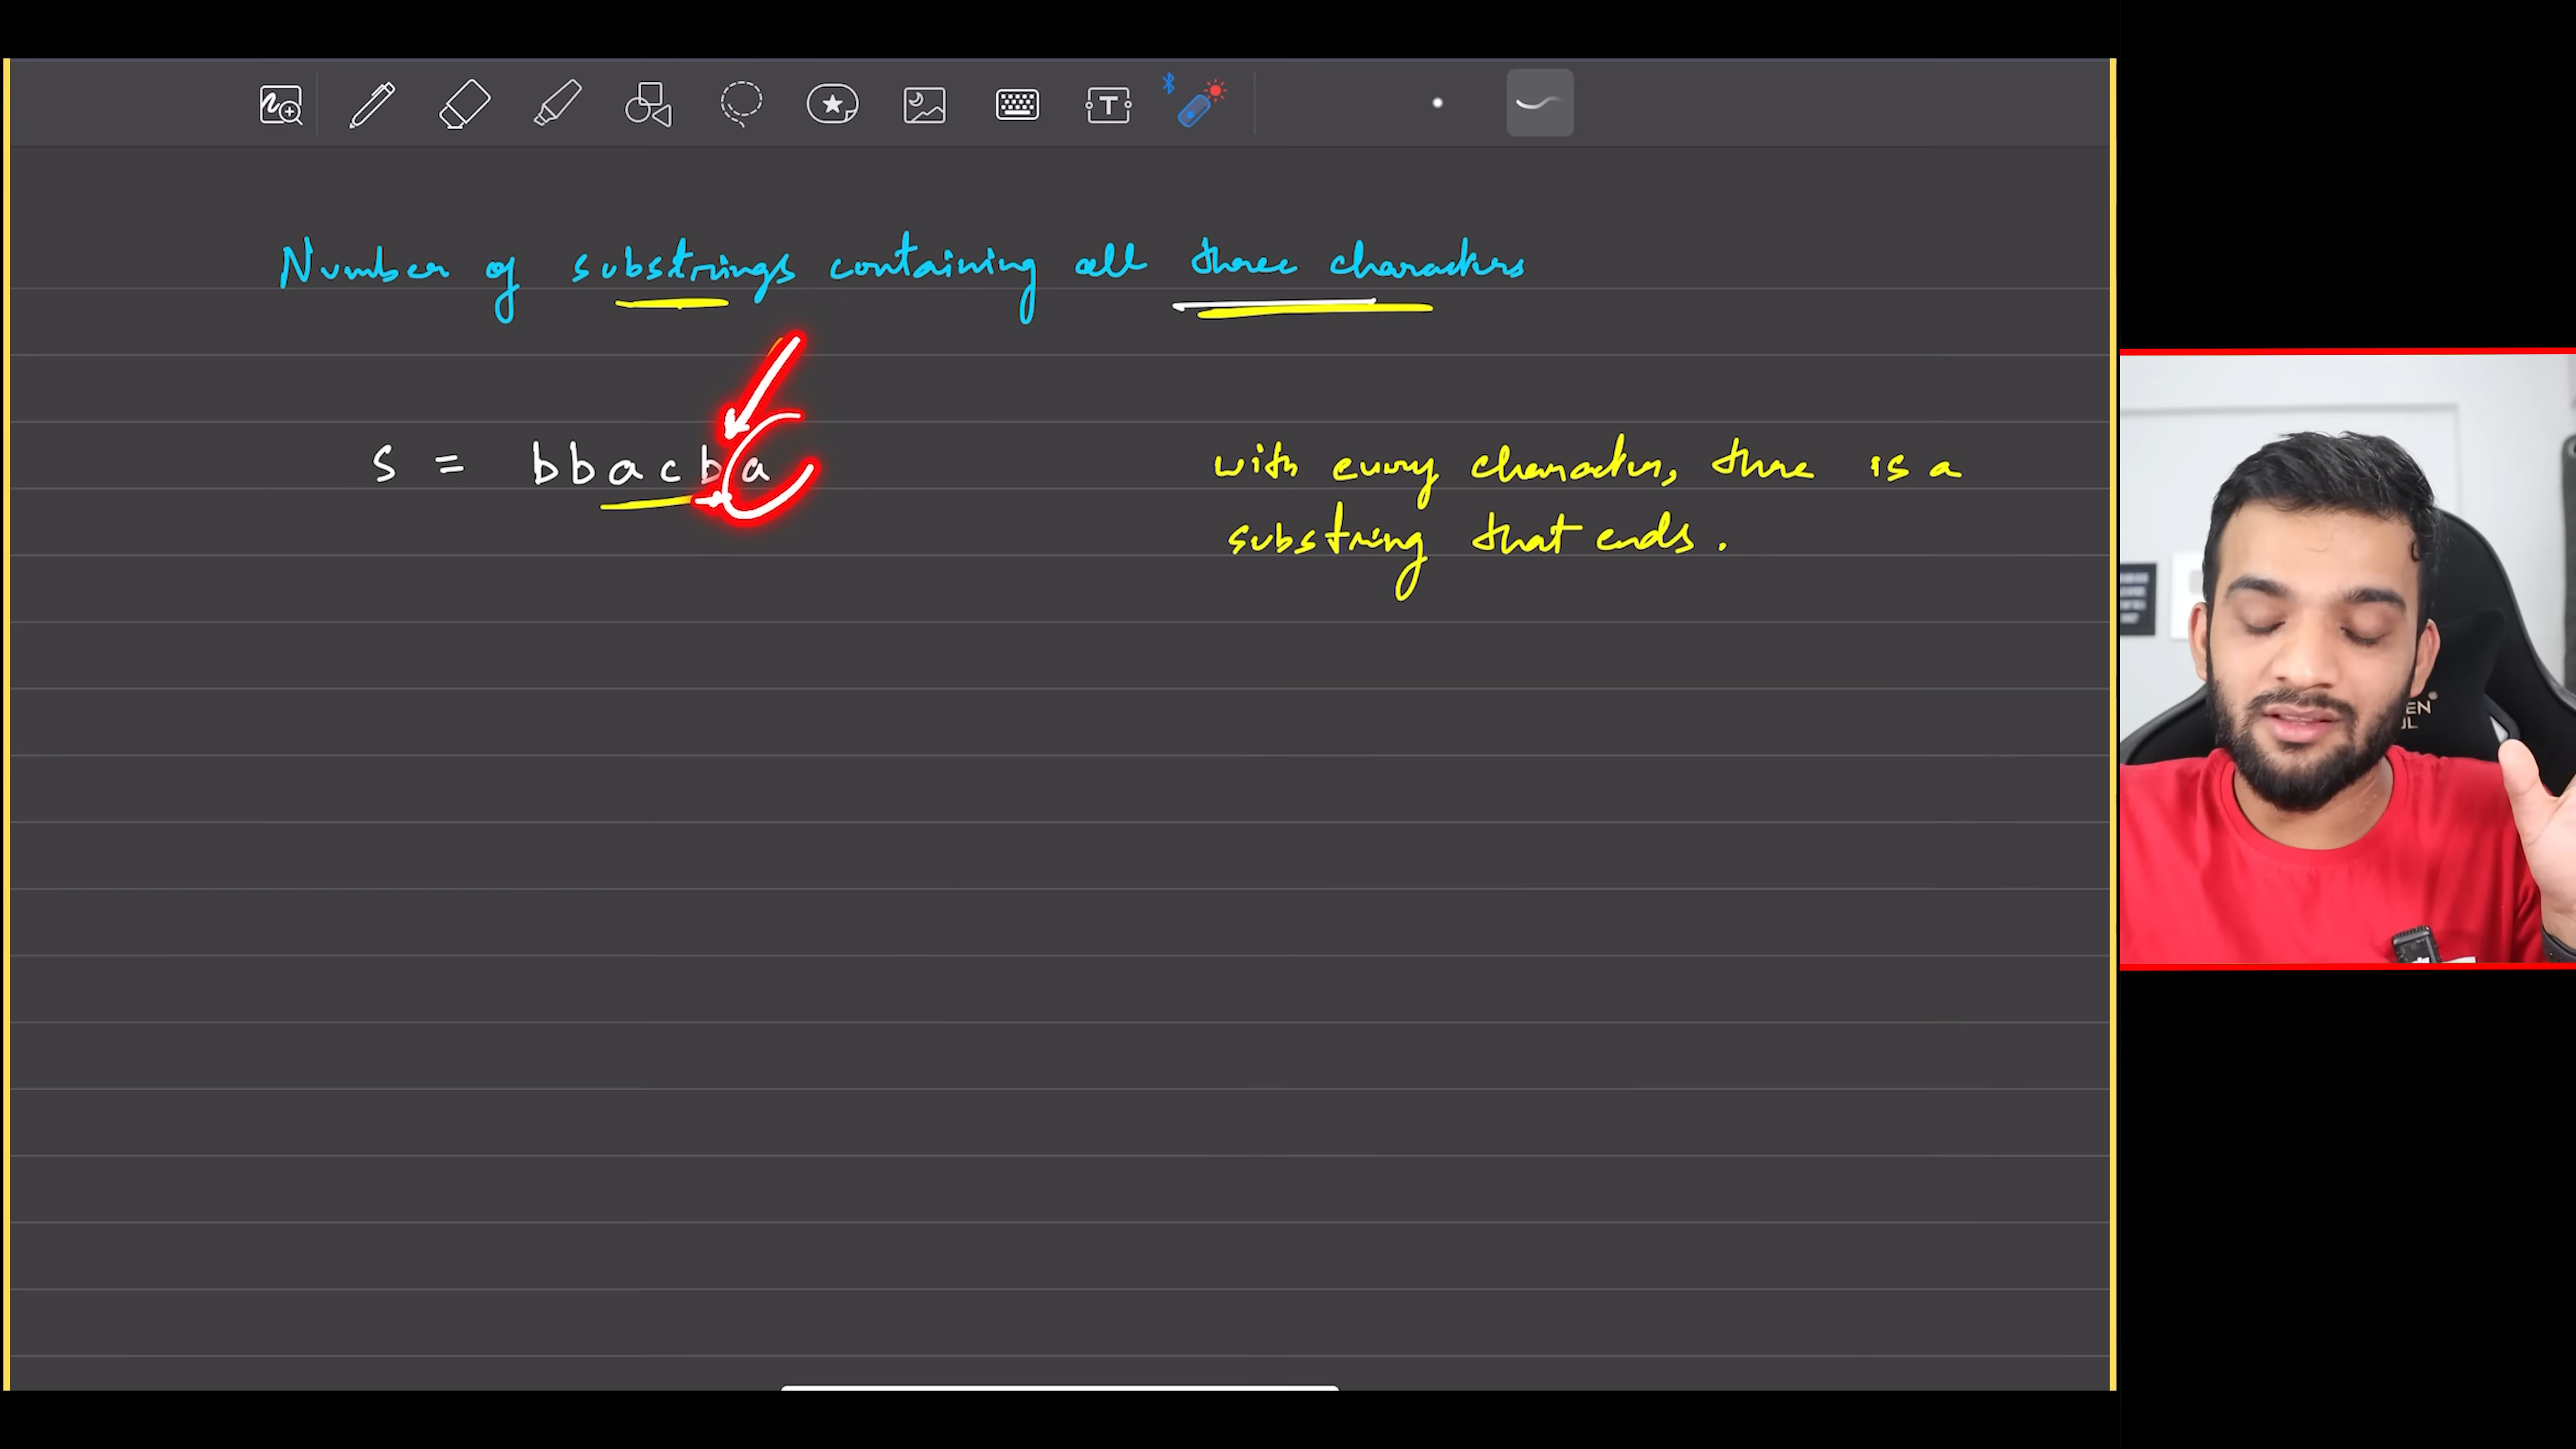 Number of substrings containing all three characters
S = bbacba
with every character, there is a
substring that ends.
T